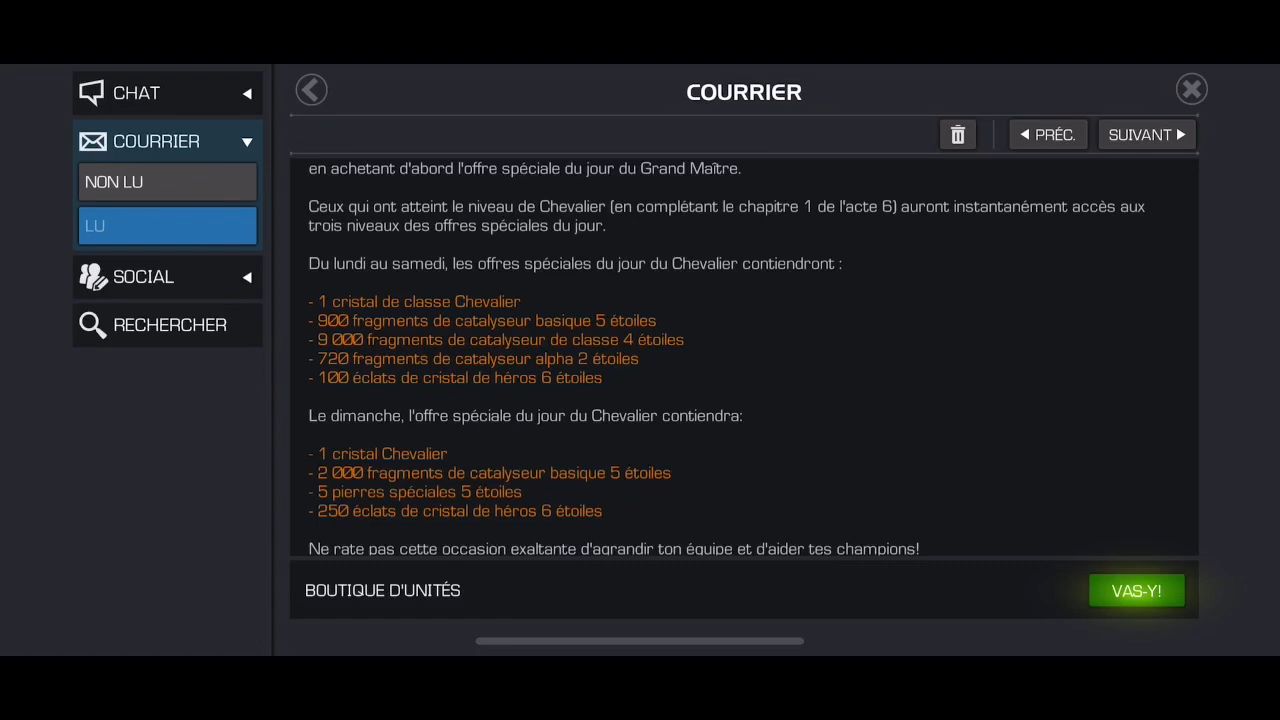 CHAT
COURRIER
NON LU
LU
SOCIAL
RECHERCHER
COURRIER
PRÉC.
SUIVANT
en achetant d'abord l'offre spéciale du jour du Grand Maître.
Ceux qui ont atteint le niveau de Chevalier (en complétant le chapitre 1 de l'acte 6) auront instantanément accès aux
trois niveaux des offres spéciales du jour.
Du lundi au samedi, les offres spéciales du jour du Chevalier contiendront :
- 1 cristal de classe Chevalier
- 900 fragments de catalyseur basique 5 étoiles
- 9 000 fragments de catalyseur de classe 4 étoiles
- 720 fragments de catalyseur alpha 2 étoiles
- 100 éclats de cristal de héros 6 étoiles
Le dimanche, l'offre spéciale du jour du Chevalier contiendra:
- 1 cristal Chevalier
- 2 000 fragments de catalyseur basique 5 étoiles
- 5 pierres spéciales 5 étoiles
- 250 éclats de cristal de héros 6 étoiles
Ne rate pas cette occasion exaltante d'agrandir ton équipe et d'aider tes champions!
BOUTIQUE D'UNITÉS
VAS-Y!